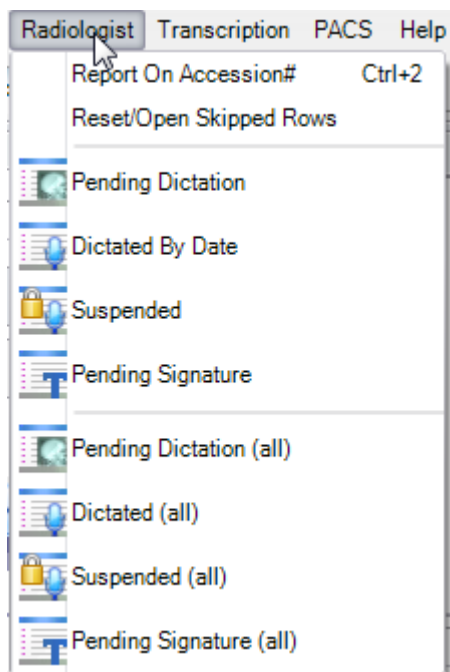 Radiologist Transcription PACS Help
Report On Accession# Ctrl+2
Reset/Open Skipped Rows
Pending Dictation
Dictated By Date
Suspended
Pending Signature
Pending Dictation (all)
Dictated (all)
Suspended (all)
Pending Signature (all)